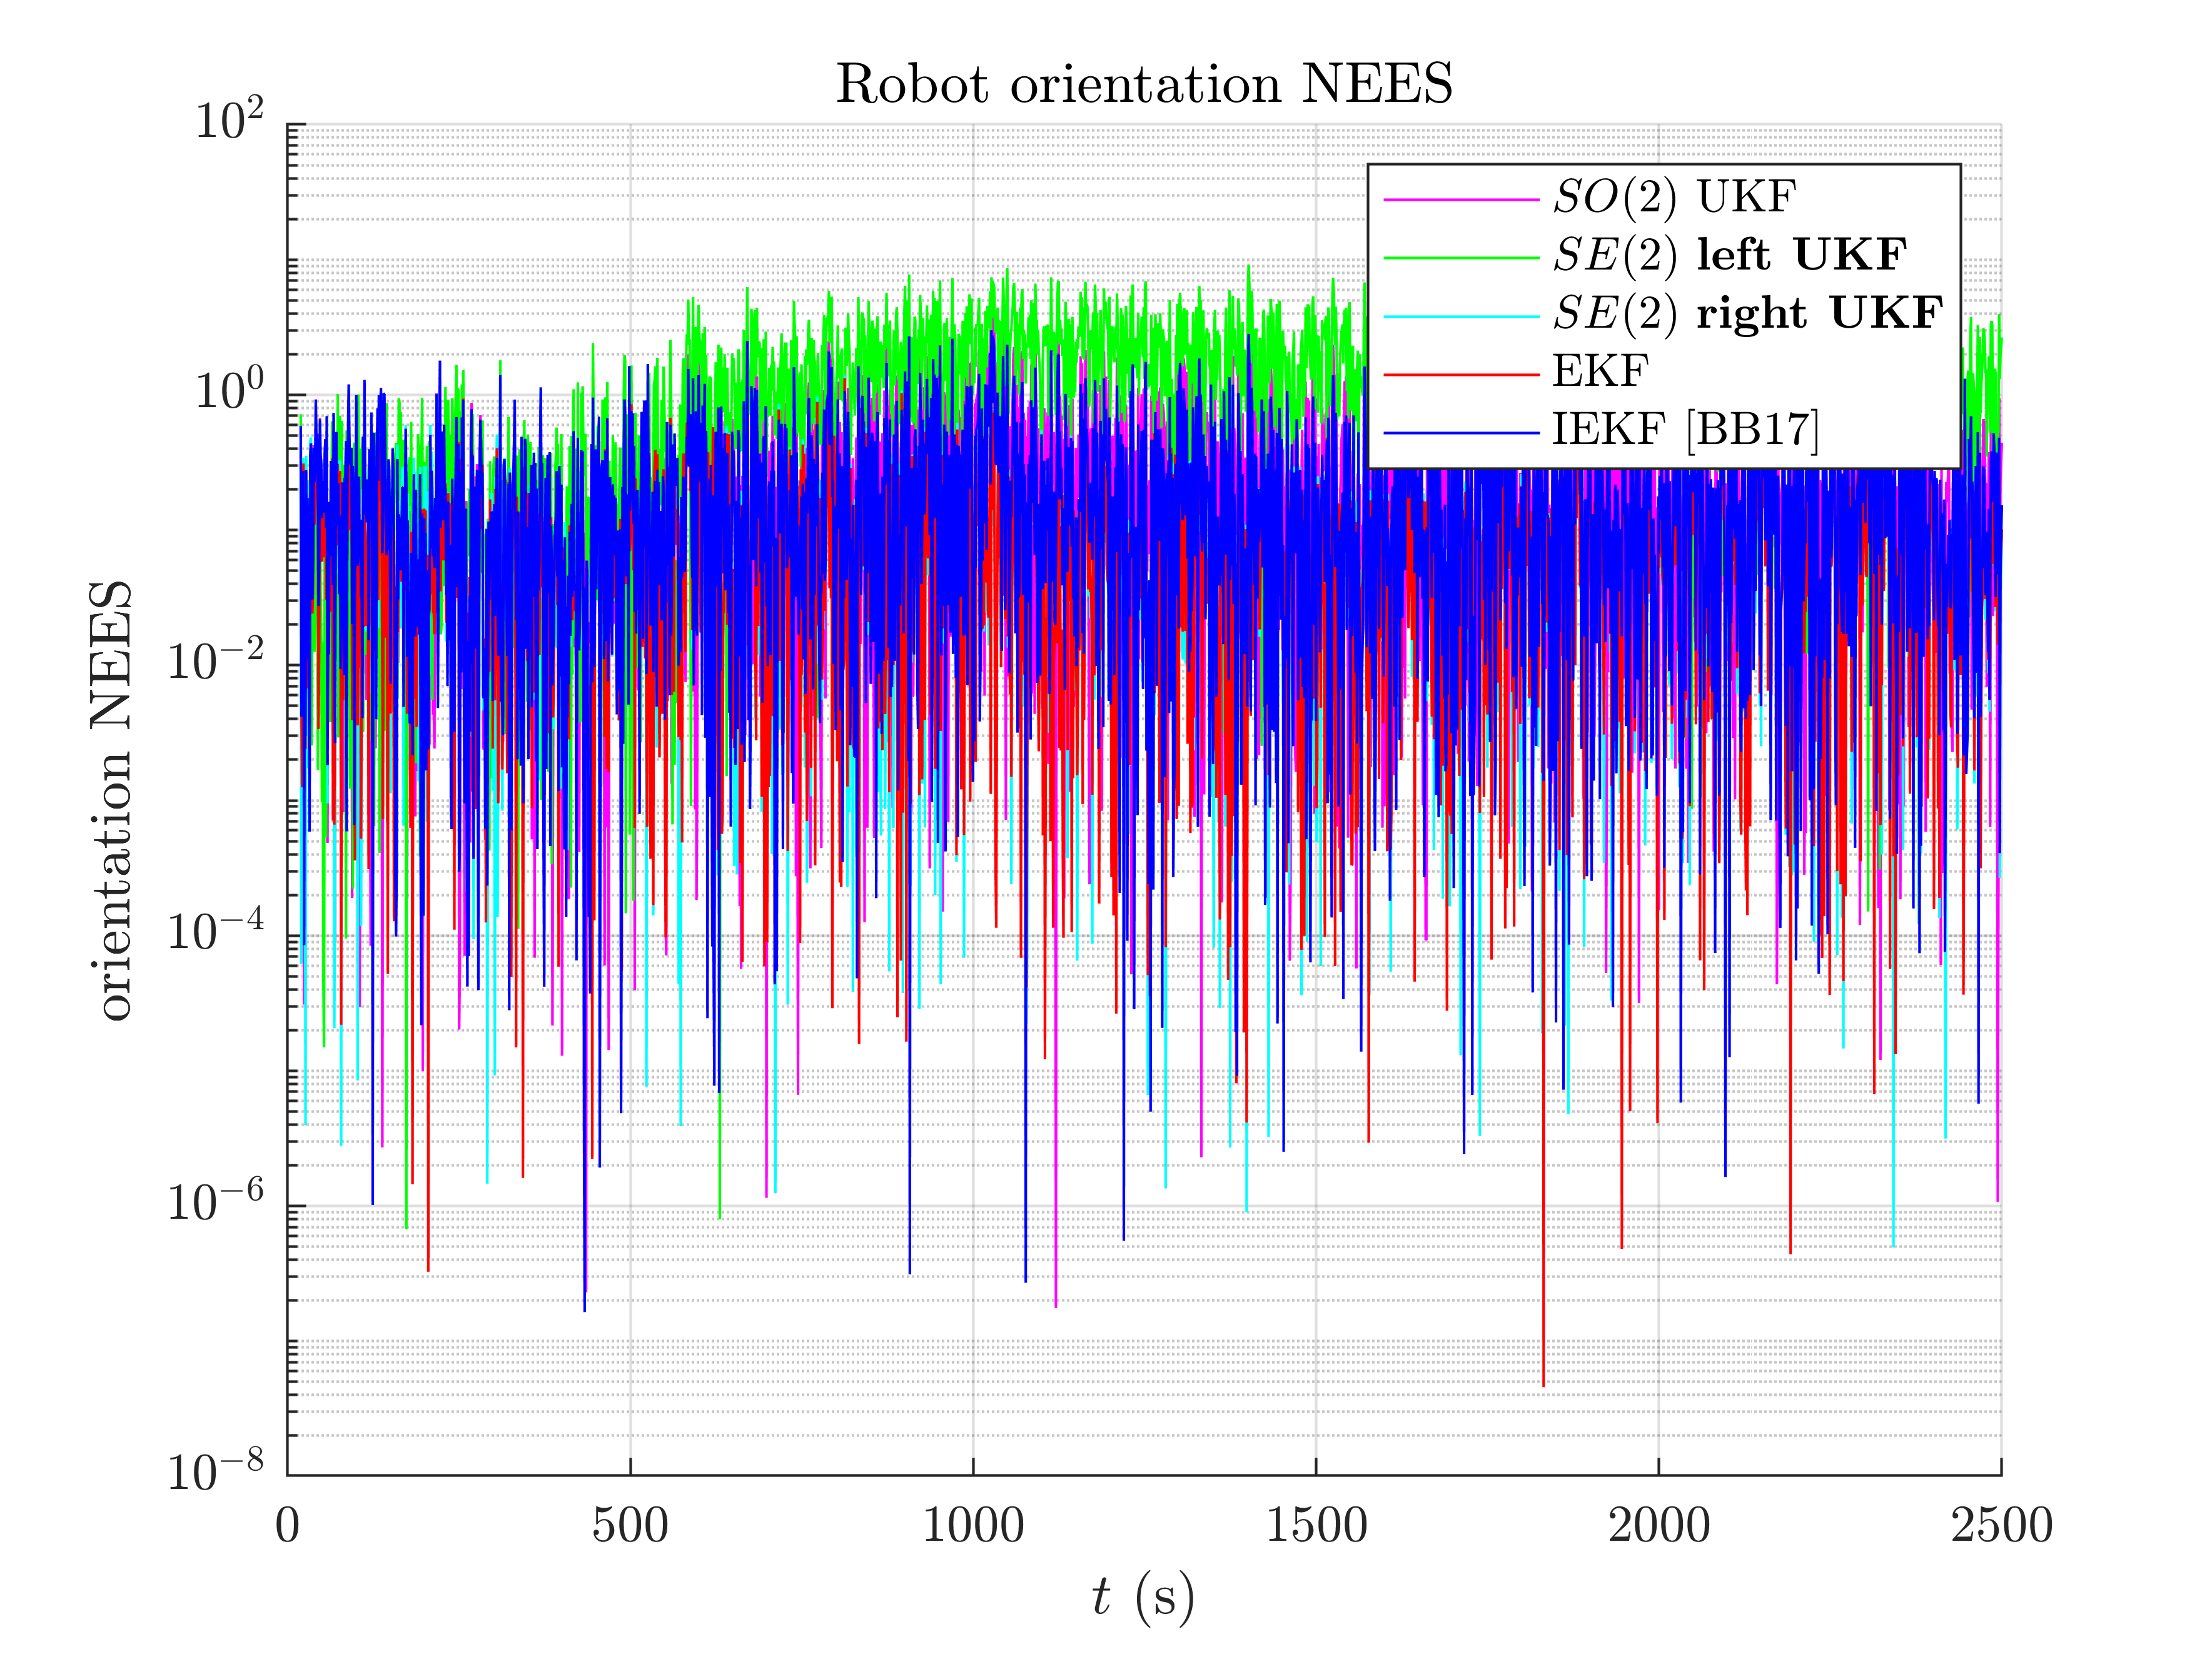 Robot orientation NEES
10²
10⁰
10⁻²
10⁻⁴
10⁻⁶
10⁻⁸
orientation NEES
SO(2) UKF
SE(2) left UKF
SE(2) right UKF
EKF
IEKF [BB17]
0 500 1000 1500 2000 2500
t (s)